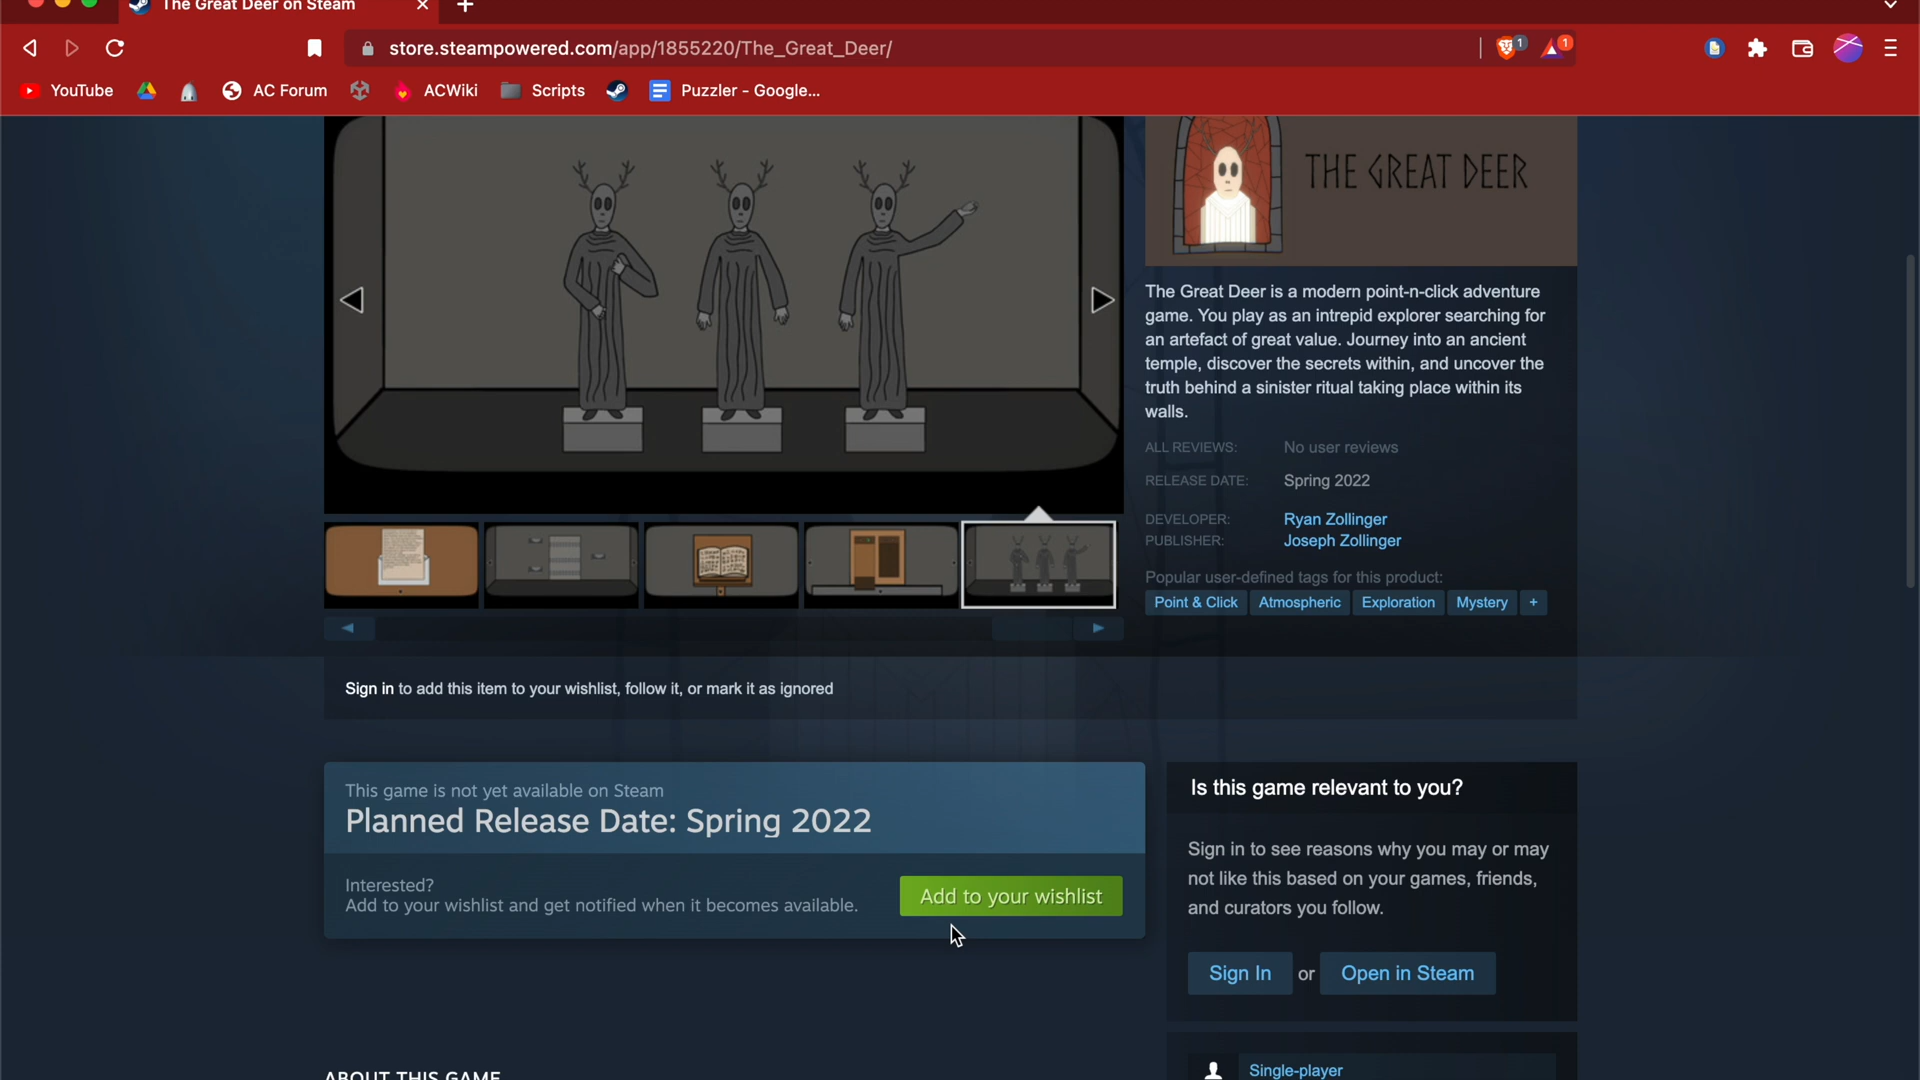 The Great Deer on Steam
store.steampowered.com/app/1855220/The_Great_Deer/
1
1
YouTube
AC Forum
ACWiki
Scripts
Puzzler - Google...
THE GREAT DEER
The Great Deer is a modern point-n-click adventure
game. You play as an intrepid explorer searching for
an artefact of great value. Journey into an ancient
temple, discover the secrets within, and uncover the
truth behind a sinister ritual taking place within its
walls.
ALL REVIEWS: No user reviews
RELEASE DATE: Spring 2022
DEVELOPER: Ryan Zollinger
PUBLISHER: Joseph Zollinger
Popular user-defined tags for this product:
Point & Click Atmospheric Exploration Mystery +
Sign in to add this item to your wishlist, follow it, or mark it as ignored
This game is not yet available on Steam
Planned Release Date: Spring 2022
Interested?
Add to your wishlist and get notified when it becomes available.
Add to your wishlist
Is this game relevant to you?
Sign in to see reasons why you may or may
not like this based on your games, friends,
and curators you follow.
Sign In or Open in Steam
ABOUT THIS GAME
Single-player